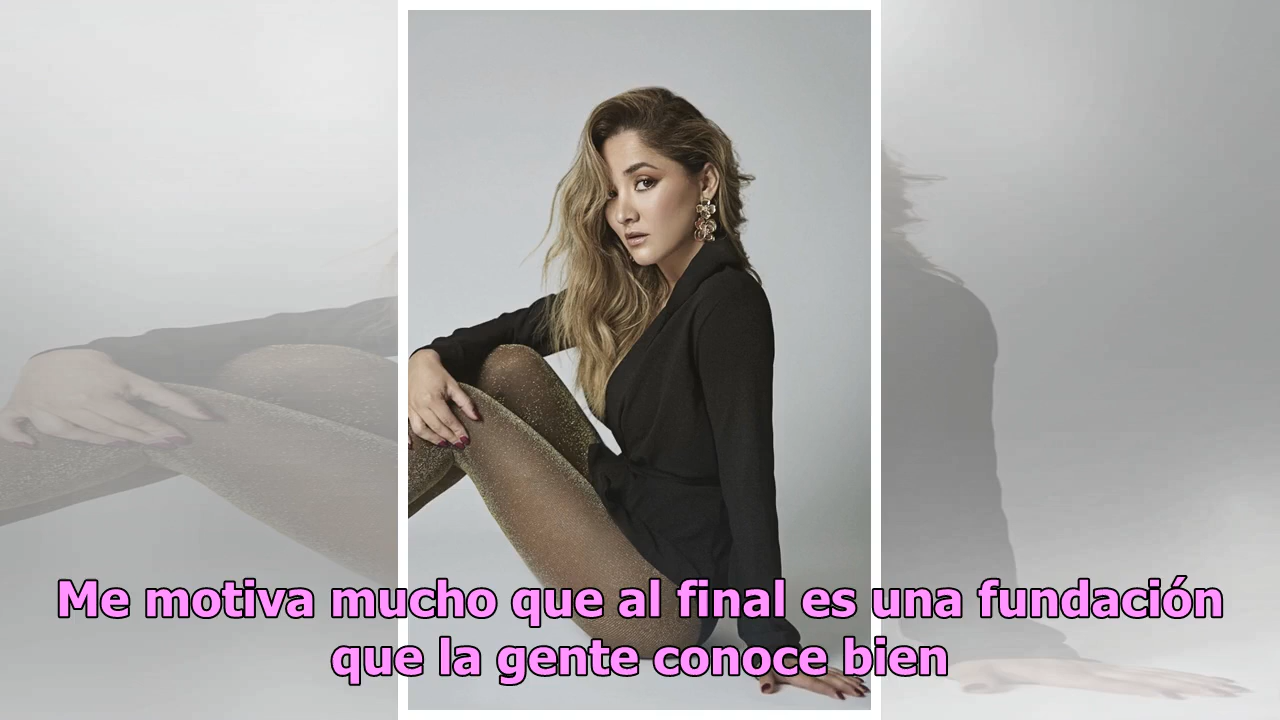 Me motiva mucho que al final es una fundación
que la gente conoce bien